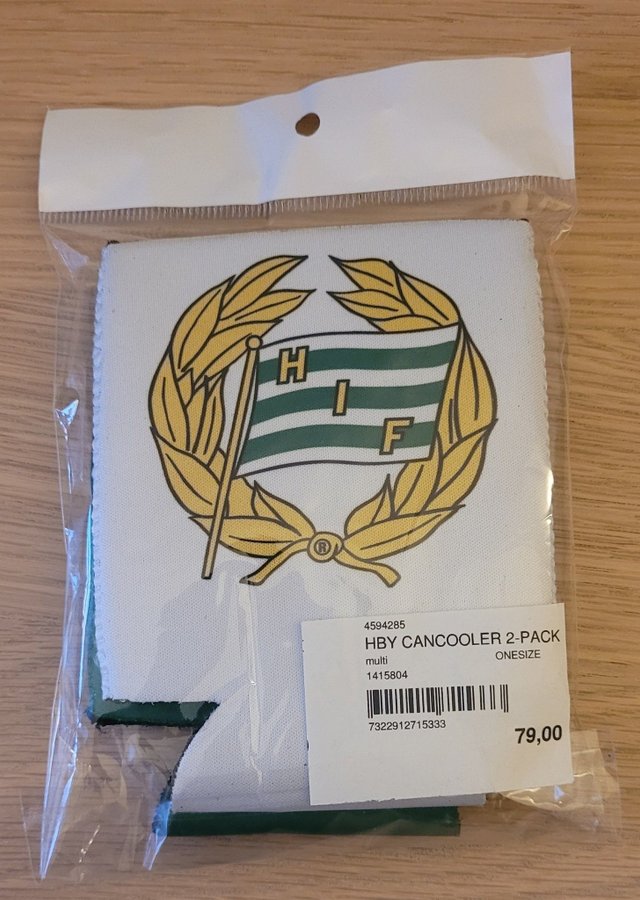 H
I
F
®
4594285
HBY CANCOOLER 2-PACK
multi ONESIZE
1415804
7322912715333
79,00